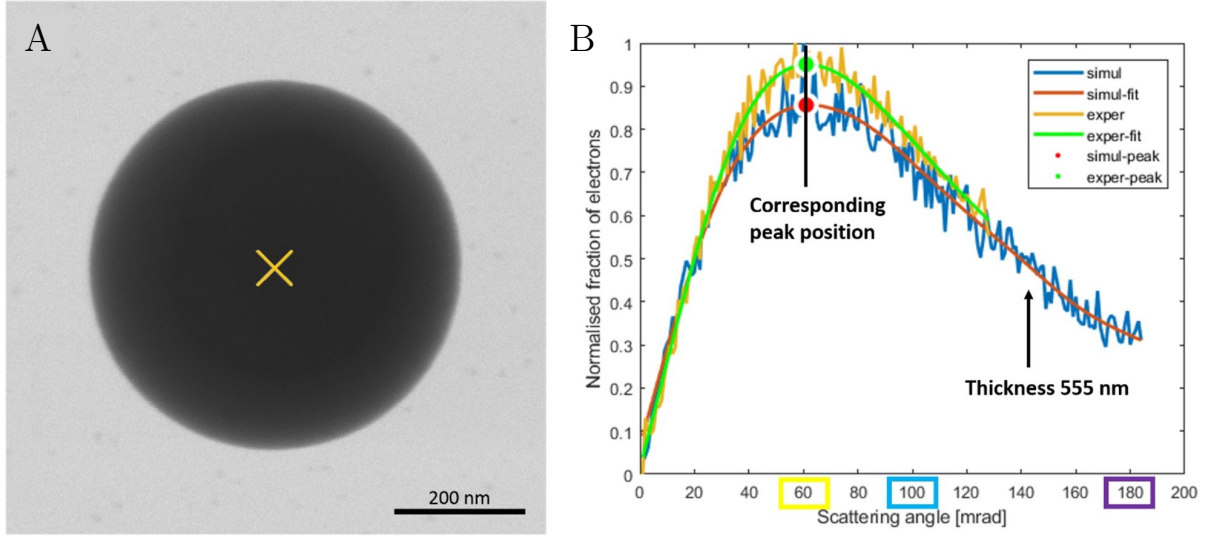 A
200 nm
B
Normalised fraction of electrons
1
0.9
0.8
0.7
0.6
0.5
0.4
0.3
0.2
0.1
0
simul
simul-fit
exper
exper-fit
simul-peak
exper-peak
Corresponding
peak position
Thickness 555 nm
0 20 40 60 80 100 120 140 160 180 200
Scattering angle [mrad]